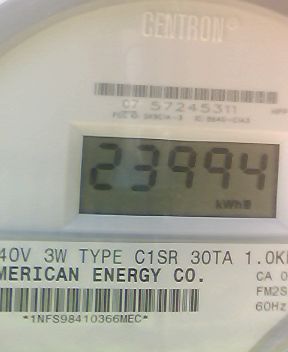 CENTRON®
C7 57245311
23994
kWh
40V 3W TYPE C1SR 30TA 1.0K
MERICAN ENERGY CO.
CA 0
FM2S
60Hz
*1NFS98410366MEC*